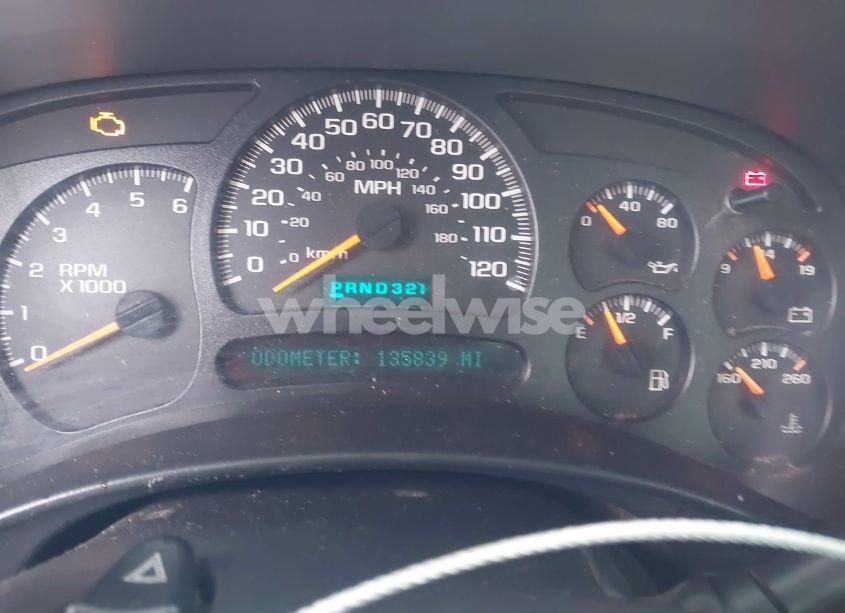 0 1 2 3 4 5 6
RPM
X 1000
0 10 20 30 40 50 60 70 80 90 100 110 120
0 20 40 60 80 100 120 140 160 180
MPH
km/h
PRND321
ODOMETER: 135839 MI
0 40 80
E 1/2 F
9 14 19
160 210 260
wheelwise